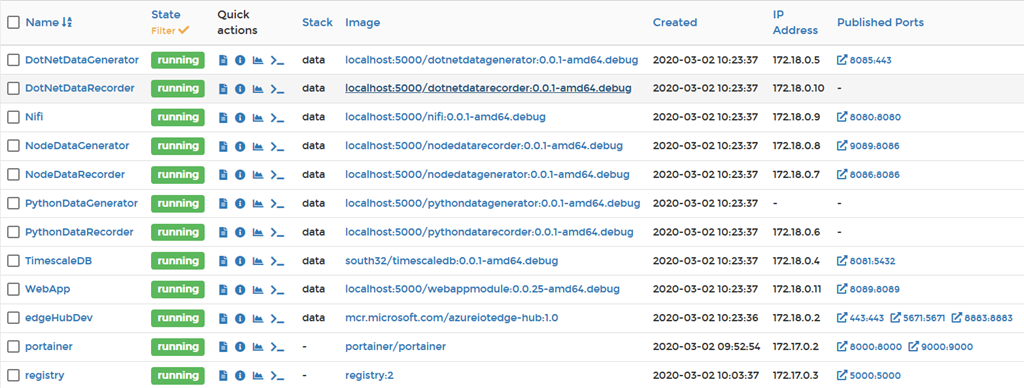 Name State Filter Quick actions Stack Image Created IP Address Published Ports
DotNetDataGenerator running data localhost:5000/dotnetdatagenerator:0.0.1-amd64.debug 2020-03-02 10:23:37 172.18.0.5 8085:443
DotNetDataRecorder running data localhost:5000/dotnetdatarecorder:0.0.1-amd64.debug 2020-03-02 10:23:37 172.18.0.10 -
Nifi running data localhost:5000/nifi:0.0.1-amd64.debug 2020-03-02 10:23:37 172.18.0.9 8080:8080
NodeDataGenerator running data localhost:5000/nodedatarecorder:0.0.1-amd64.debug 2020-03-02 10:23:37 172.18.0.8 9089:8086
NodeDataRecorder running data localhost:5000/nodedatagenerator:0.0.1-amd64.debug 2020-03-02 10:23:37 172.18.0.7 8086:8086
PythonDataGenerator running data localhost:5000/pythondatagenerator:0.0.1-amd64.debug 2020-03-02 10:23:37 - -
PythonDataRecorder running data localhost:5000/pythondatarecorder:0.0.1-amd64.debug 2020-03-02 10:23:37 172.18.0.6 -
TimescaleDB running data south32/timescaledb:0.0.1-amd64.debug 2020-03-02 10:23:37 172.18.0.4 8081:5432
WebApp running data localhost:5000/webappmodule:0.0.25-amd64.debug 2020-03-02 10:23:37 172.18.0.11 8089:8089
edgeHubDev running data mcr.microsoft.com/azureiotedge-hub:1.0 2020-03-02 10:23:36 172.18.0.2 443:443 5671:5671 8883:8883
portainer running - portainer/portainer 2020-03-02 09:52:54 172.17.0.2 8000:8000 9000:9000
registry running - registry:2 2020-03-02 10:03:37 172.17.0.3 5000:5000